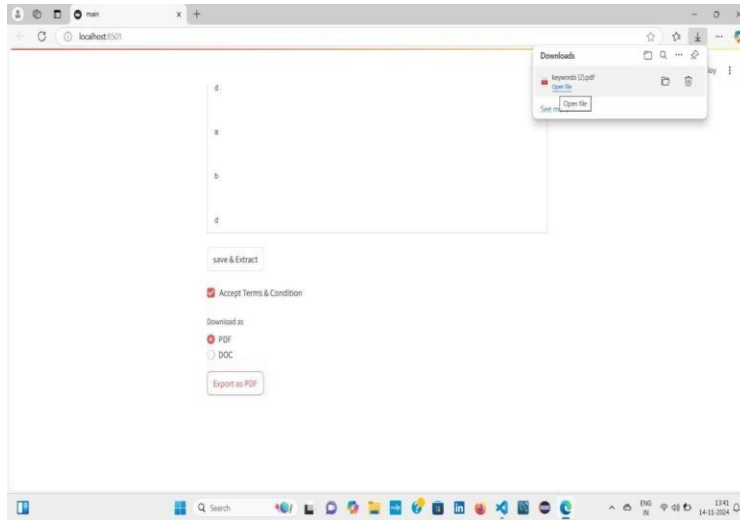 main
localhost:8501
Downloads
keywords (2).pdf
Open file
Open file
See
loy
d
a
b
d
save & Extract
Accept Terms & Condition
Download as
PDF
DOC
Export as PDF
Search
ENG
IN
13:41
14-11-2024